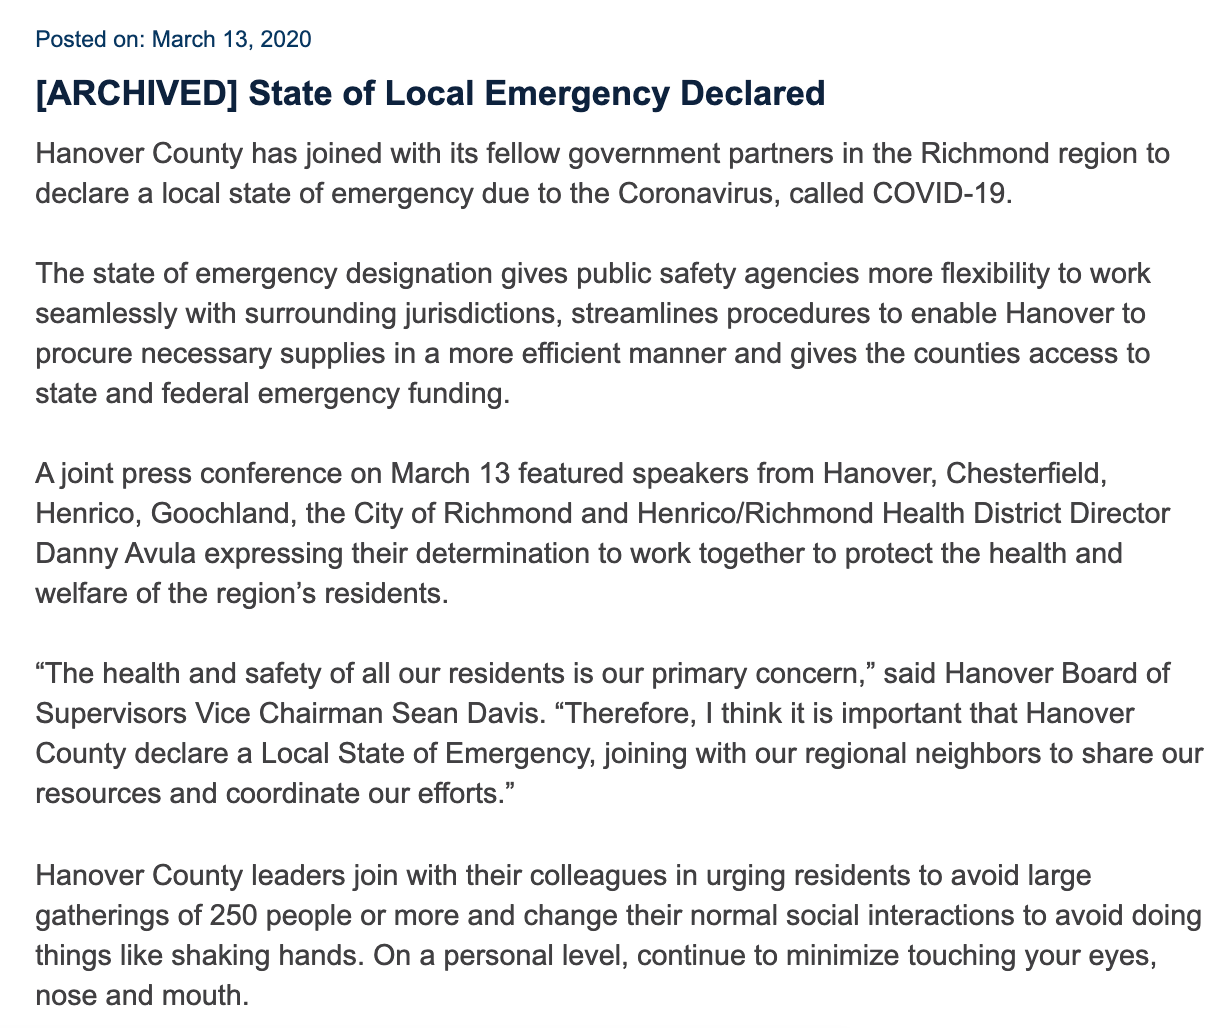 Posted on: March 13, 2020
[ARCHIVED] State of Local Emergency Declared
Hanover County has joined with its fellow government partners in the Richmond region to
declare a local state of emergency due to the Coronavirus, called COVID-19.
The state of emergency designation gives public safety agencies more flexibility to work
seamlessly with surrounding jurisdictions, streamlines procedures to enable Hanover to
procure necessary supplies in a more efficient manner and gives the counties access to
state and federal emergency funding.
A joint press conference on March 13 featured speakers from Hanover, Chesterfield,
Henrico, Goochland, the City of Richmond and Henrico/Richmond Health District Director
Danny Avula expressing their determination to work together to protect the health and
welfare of the region’s residents.
“The health and safety of all our residents is our primary concern,” said Hanover Board of
Supervisors Vice Chairman Sean Davis. “Therefore, I think it is important that Hanover
County declare a Local State of Emergency, joining with our regional neighbors to share our
resources and coordinate our efforts.”
Hanover County leaders join with their colleagues in urging residents to avoid large
gatherings of 250 people or more and change their normal social interactions to avoid doing
things like shaking hands. On a personal level, continue to minimize touching your eyes,
nose and mouth.